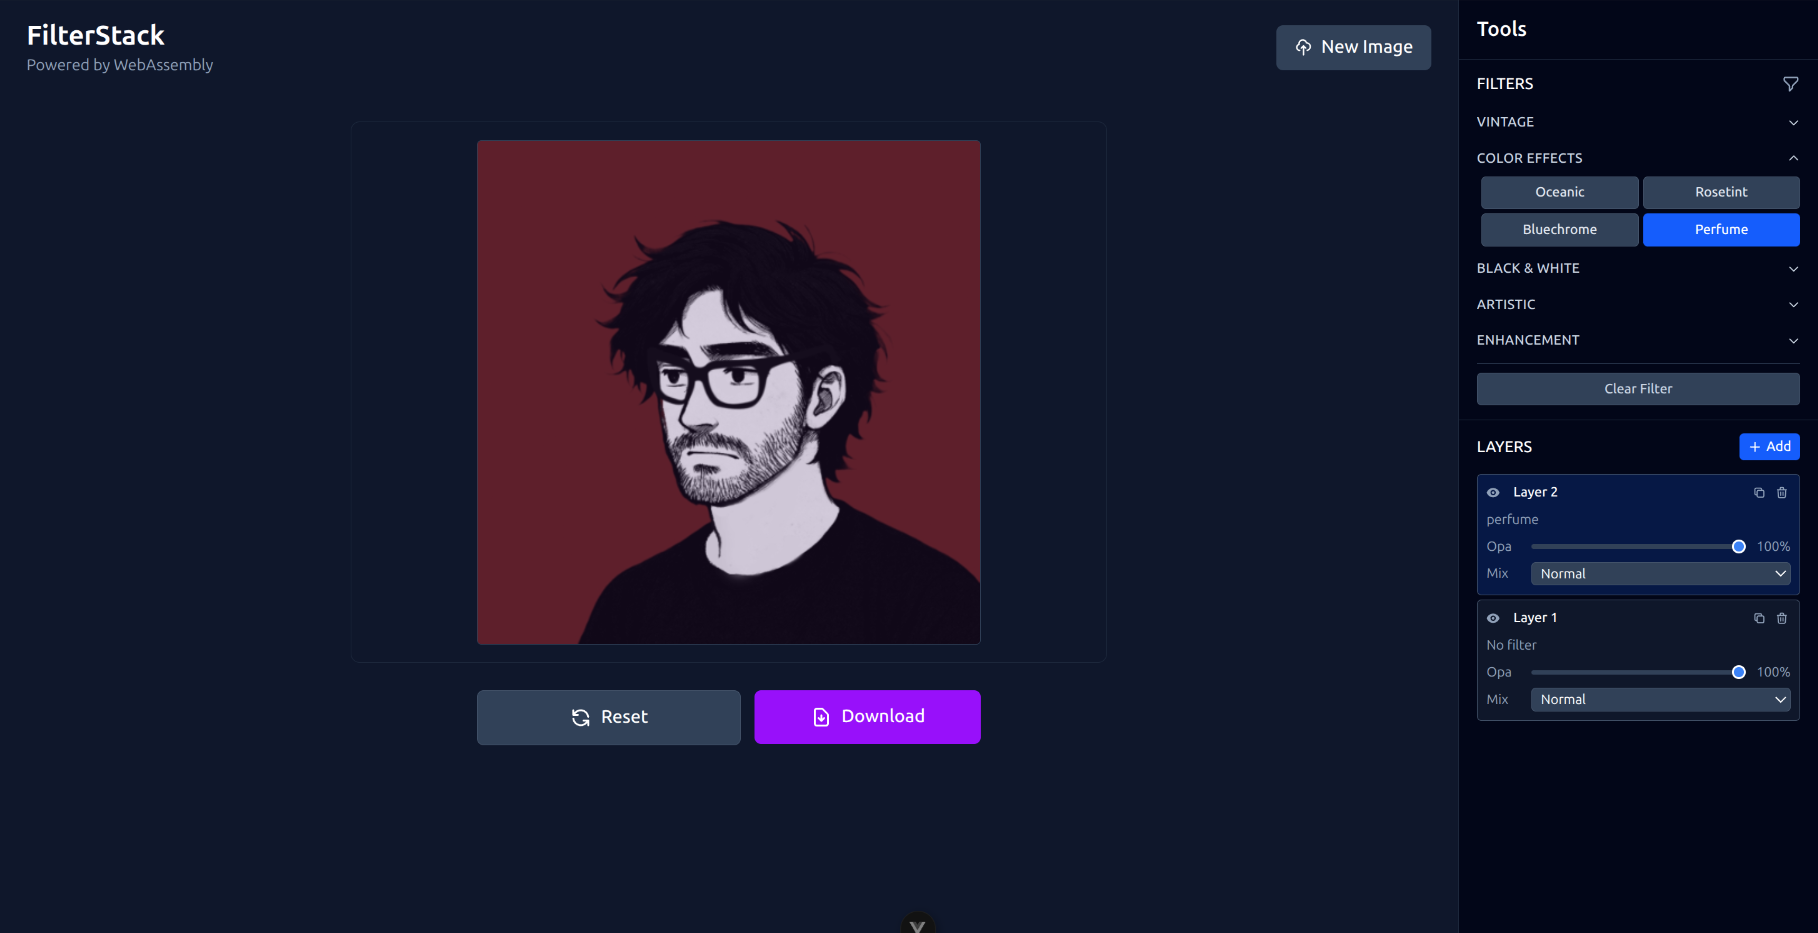 FilterStack
Powered by WebAssembly
New Image
Reset
Download
Tools
FILTERS
VINTAGE
COLOR EFFECTS
Oceanic
Rosetint
Bluechrome
Perfume
BLACK & WHITE
ARTISTIC
ENHANCEMENT
Clear Filter
LAYERS
+ Add
Layer 2
perfume
Opa 100%
Mix Normal
Layer 1
No filter
Opa 100%
Mix Normal